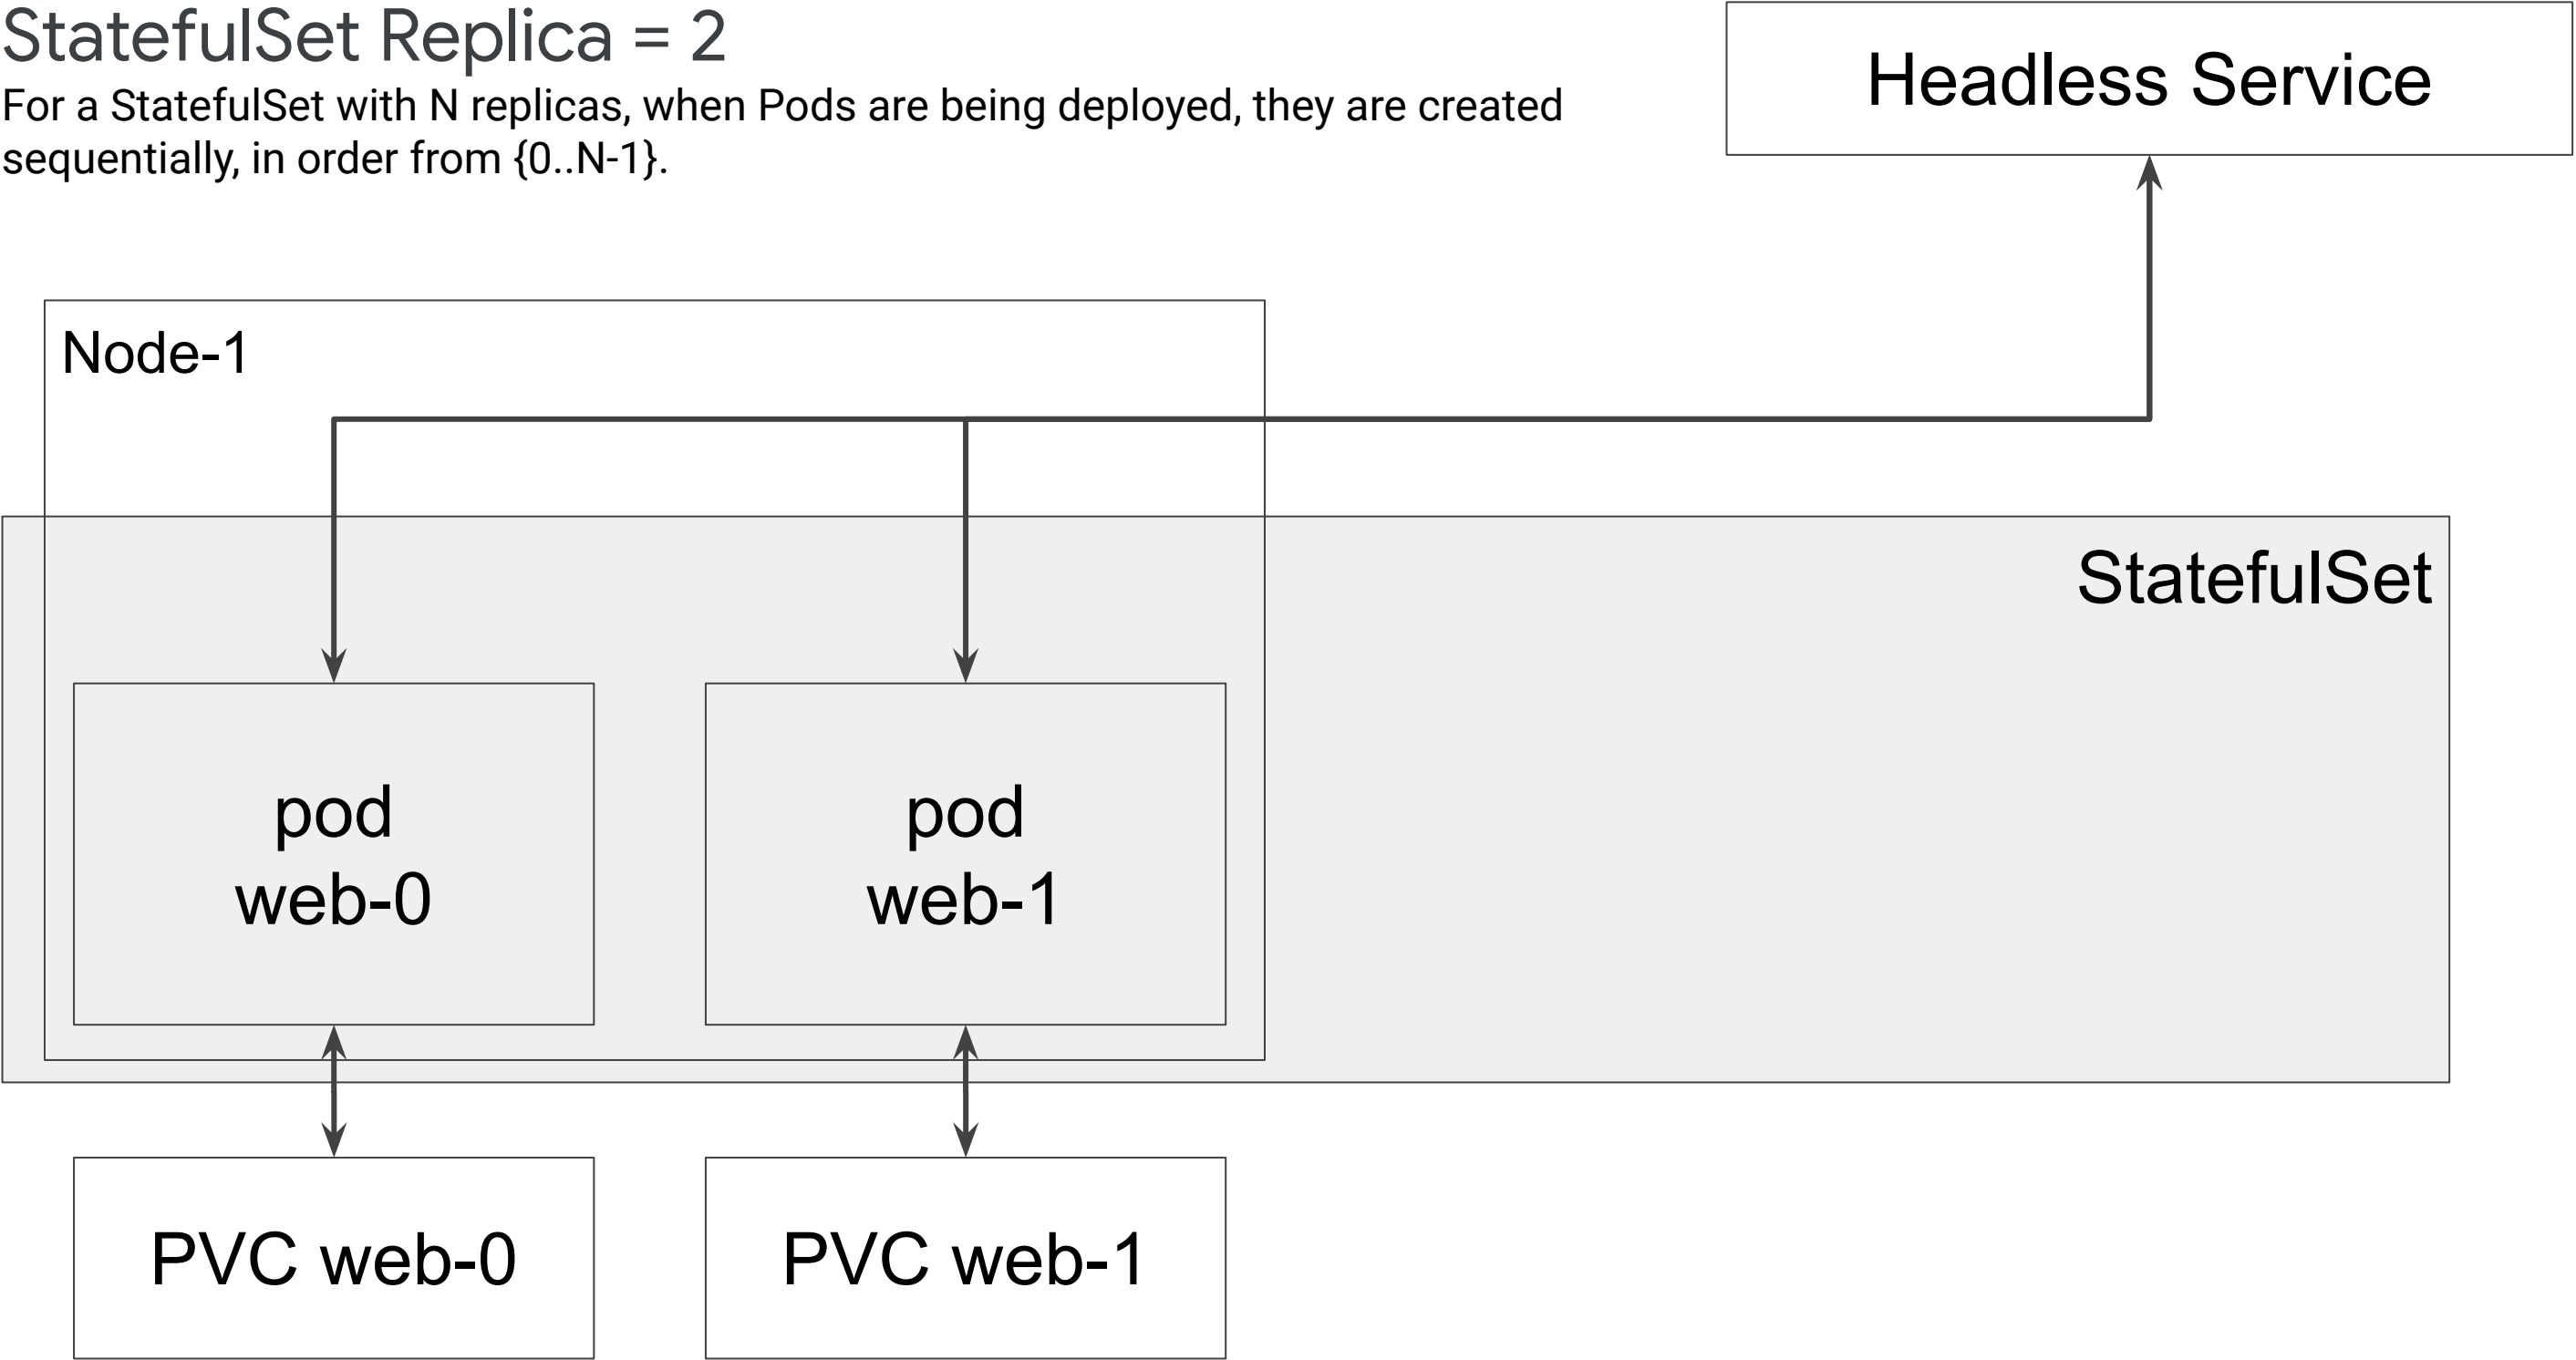 StatefulSet Replica = 2
For a StatefulSet with N replicas, when Pods are being deployed, they are created
sequentially, in order from {0..N-1}.
Headless Service
Node-1
StatefulSet
pod
web-0
pod
web-1
PVC web-0
PVC web-1